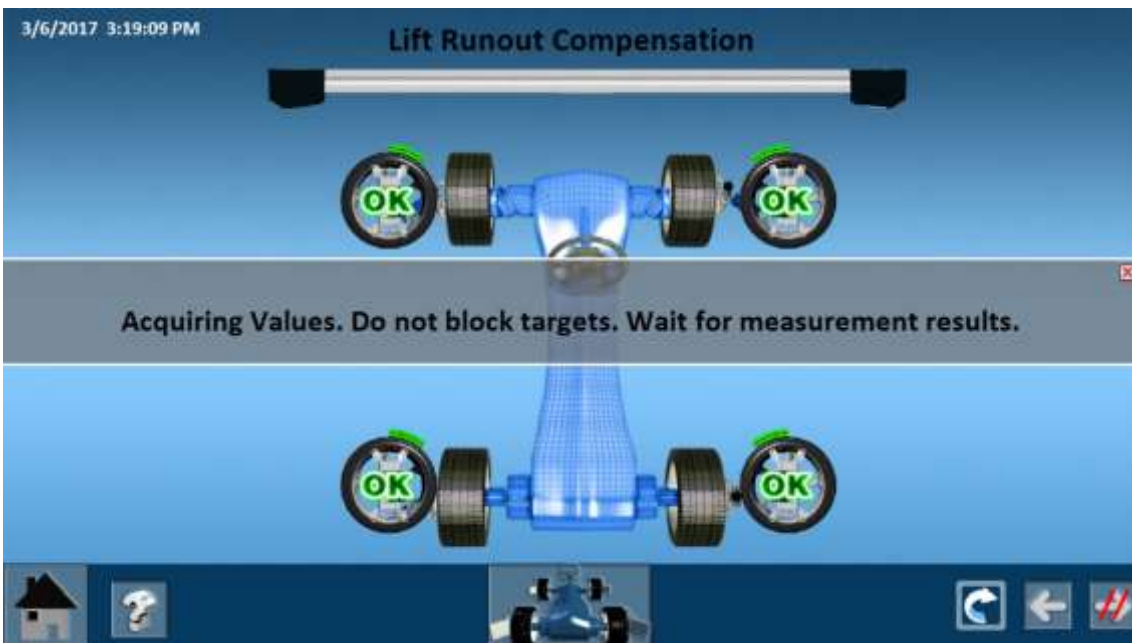 3/6/2017 3:19:09 PM
Lift Runout Compensation
OK
OK
Acquiring Values. Do not block targets. Wait for measurement results.
OK
OK